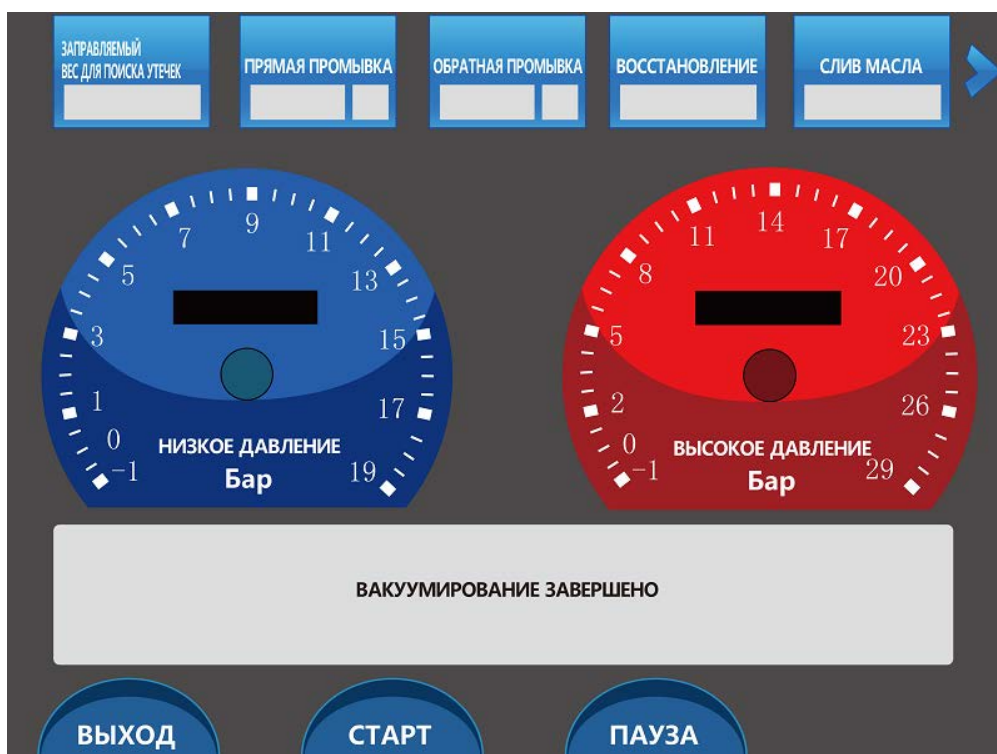 ЗАПРАВЛЯЕМЫЙ
ВЕС ДЛЯ ПОИСКА УТЕЧЕК
ПРЯМАЯ ПРОМЫВКА
ОБРАТНАЯ ПРОМЫВКА
ВОССТАНОВЛЕНИЕ
СЛИВ МАСЛА
-1
0
1
3
5
7
9
11
13
15
17
19
НИЗКОЕ ДАВЛЕНИЕ
Бар
-1
0
2
5
8
11
14
17
20
23
26
29
ВЫСОКОЕ ДАВЛЕНИЕ
Бар
ВАКУУМИРОВАНИЕ ЗАВЕРШЕНО
ВЫХОД
СТАРТ
ПАУЗА